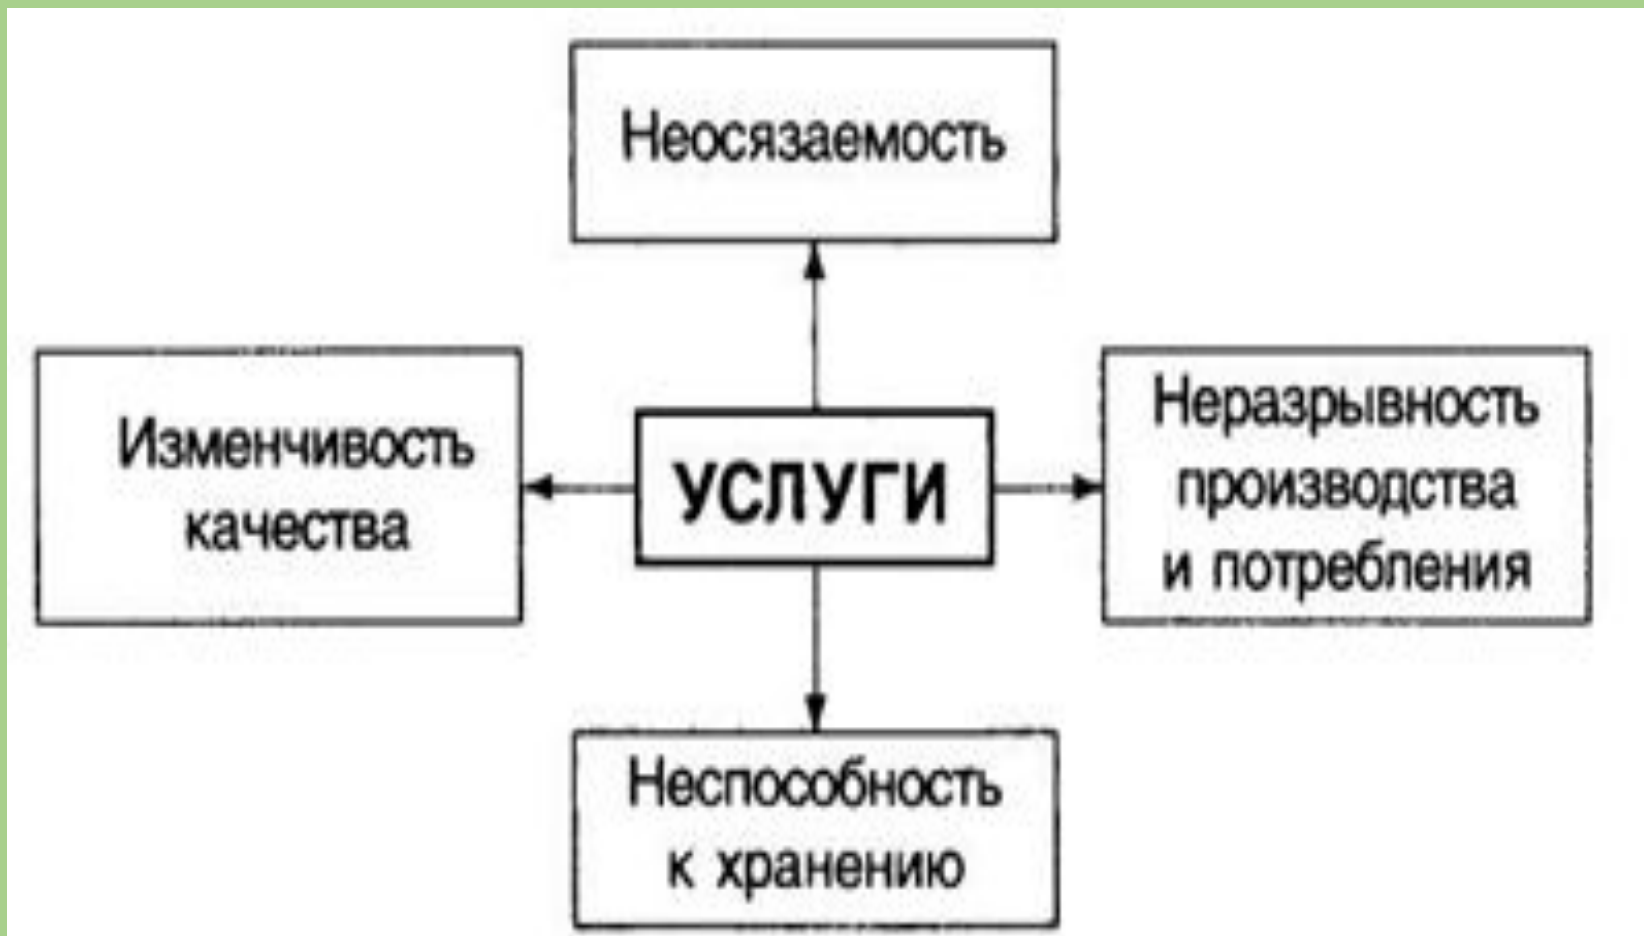 Неосязаемость
Изменчивость
качества
УСЛУГИ
Неразрывность
производства
и потребления
Неспособность
к хранению